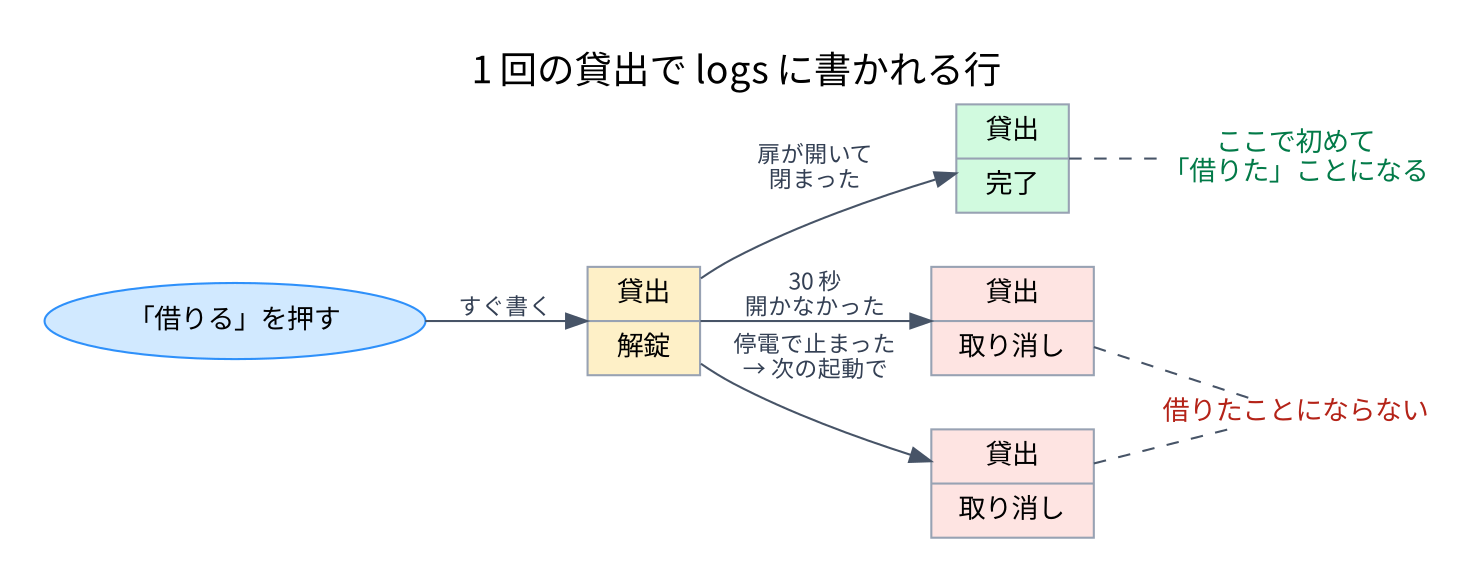 1 回の貸出で logs に書かれる行
「借りる」を押す
すぐ書く
貸出
解錠
扉が開いて
閉まった
貸出
完了
ここで初めて
「借りた」ことになる
30 秒
開かなかった
貸出
取り消し
停電で止まった
→ 次の起動で
貸出
取り消し
借りたことにならない